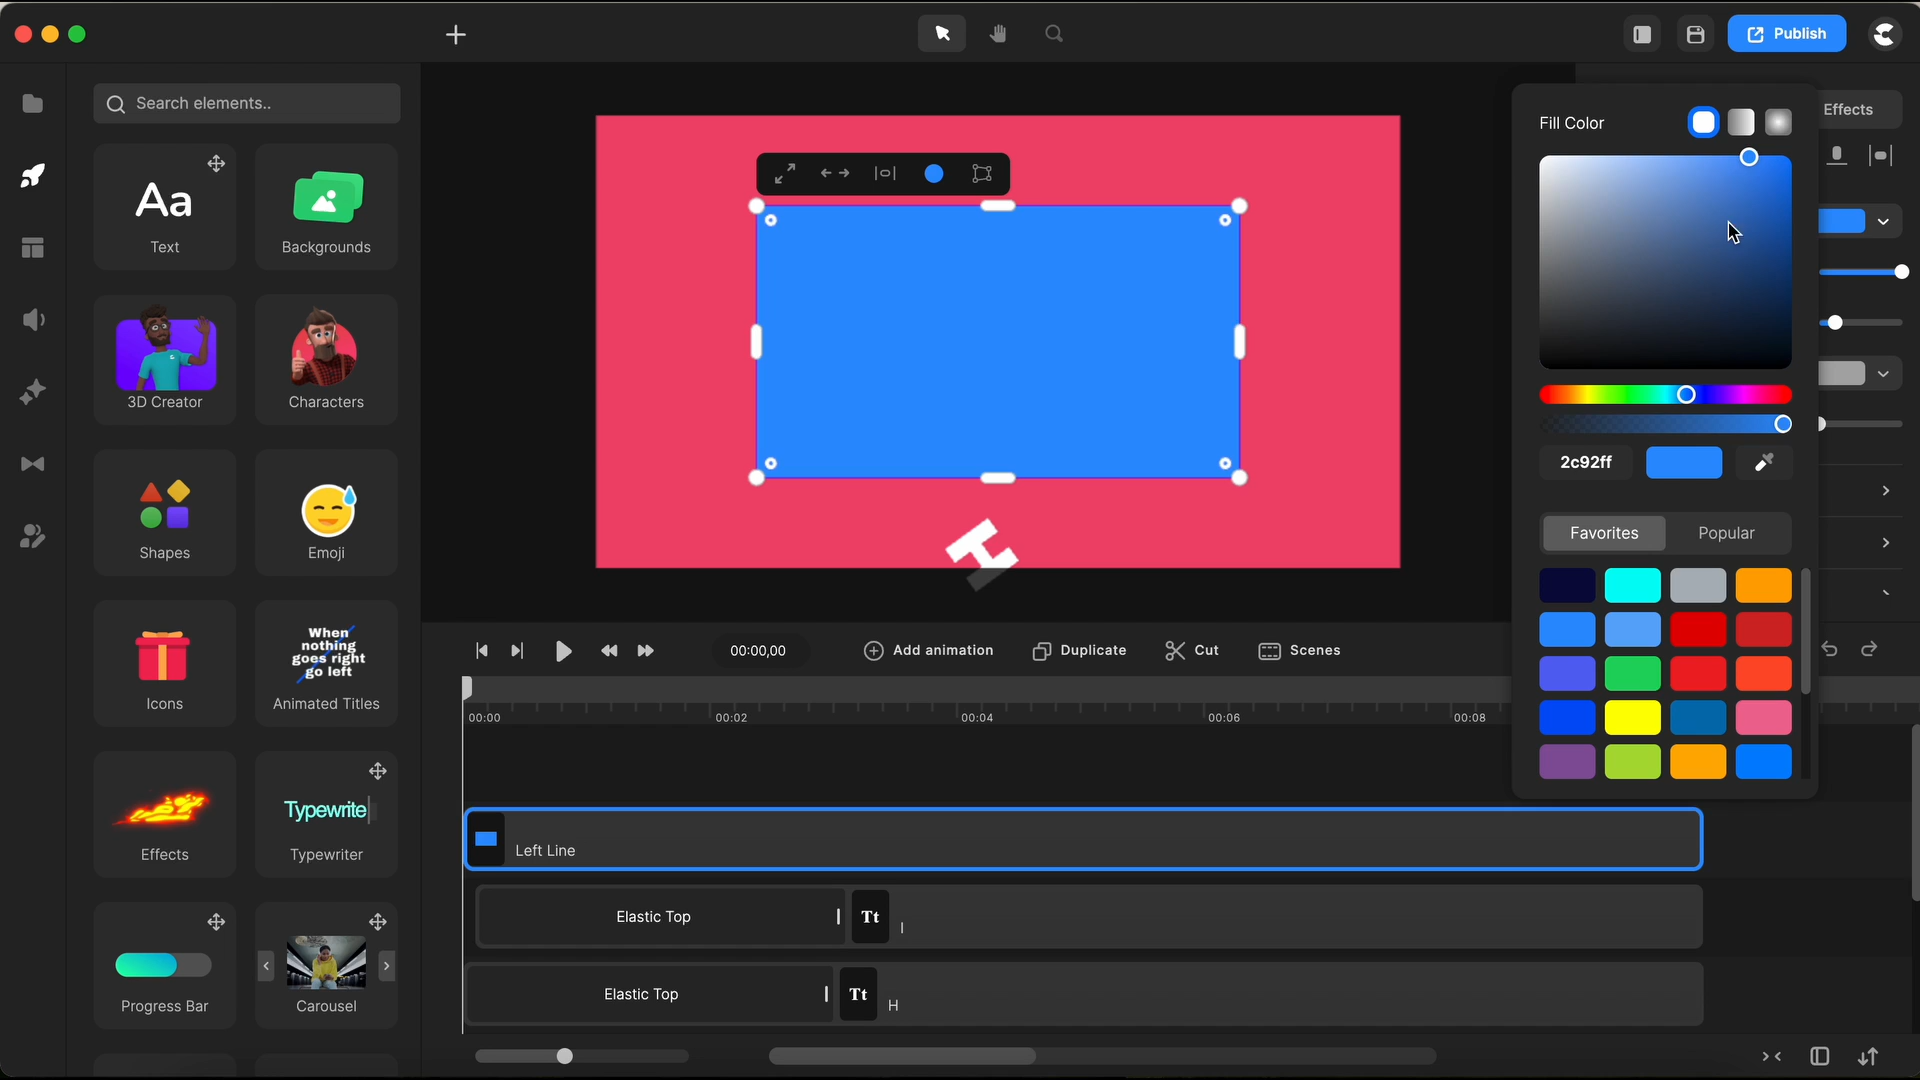 Publish
Search elements..
Aa
Text
Backgrounds
3D Creator
Characters
Shapes
Emoji
Icons
When
nothing
goes right
go left
Animated Titles
Effects
Typewrite
Typewriter
Progress Bar
Carousel
H
00:00,00
Add animation
Duplicate
Cut
Scenes
00:00
00:02
00:04
00:06
00:08
Left Line
Elastic Top
Tt
I
Elastic Top
Tt
H
Fill Color
2c92ff
Favorites
Popular
Effects